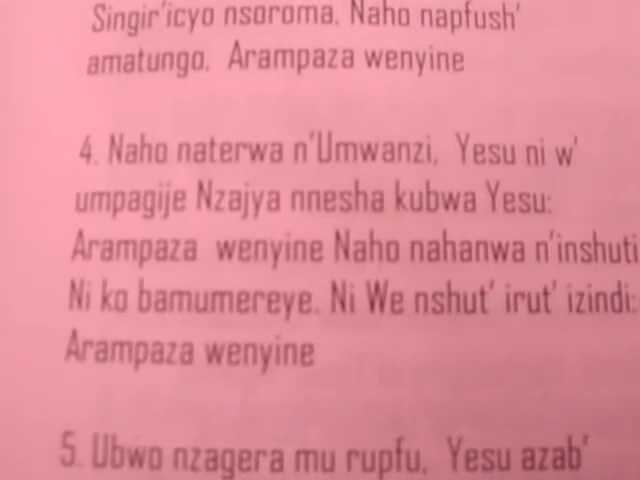 Singir'icyo nsoroma, Naho napfush'
amatungo, Arampaza wenyine
4. Naho naterwa n'Umwanzi, Yesu ni w'
umpagije Nzajya nnesha kubwa Yesu:
Arampaza wenyine Naho nahanwa n'inshuti
Ni ko bamumereye. Ni We nshut' irut' izindi:
Arampaza wenyine
5. Ubwo nzagera mu rupfu, Yesu azab'